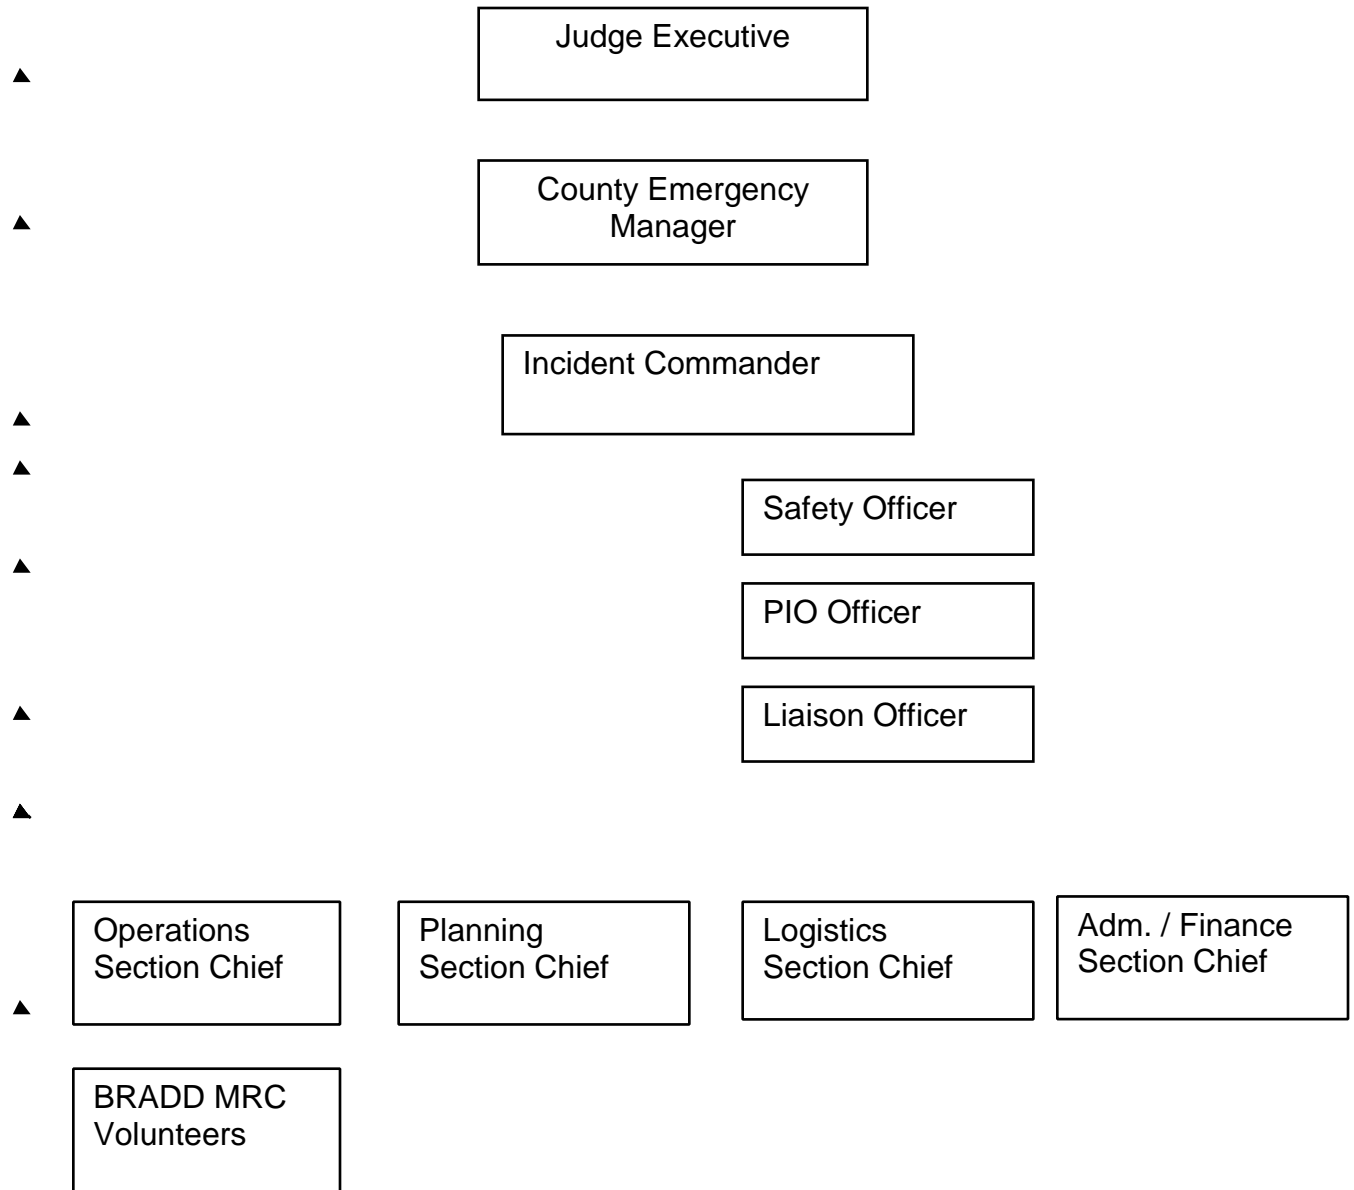 Judge Executive
County Emergency
Manager
Incident Commander
Safety Officer
PIO Officer
Liaison Officer
Operations
Section Chief
Planning
Section Chief
Logistics
Section Chief
Adm. / Finance
Section Chief
BRADD MRC
Volunteers